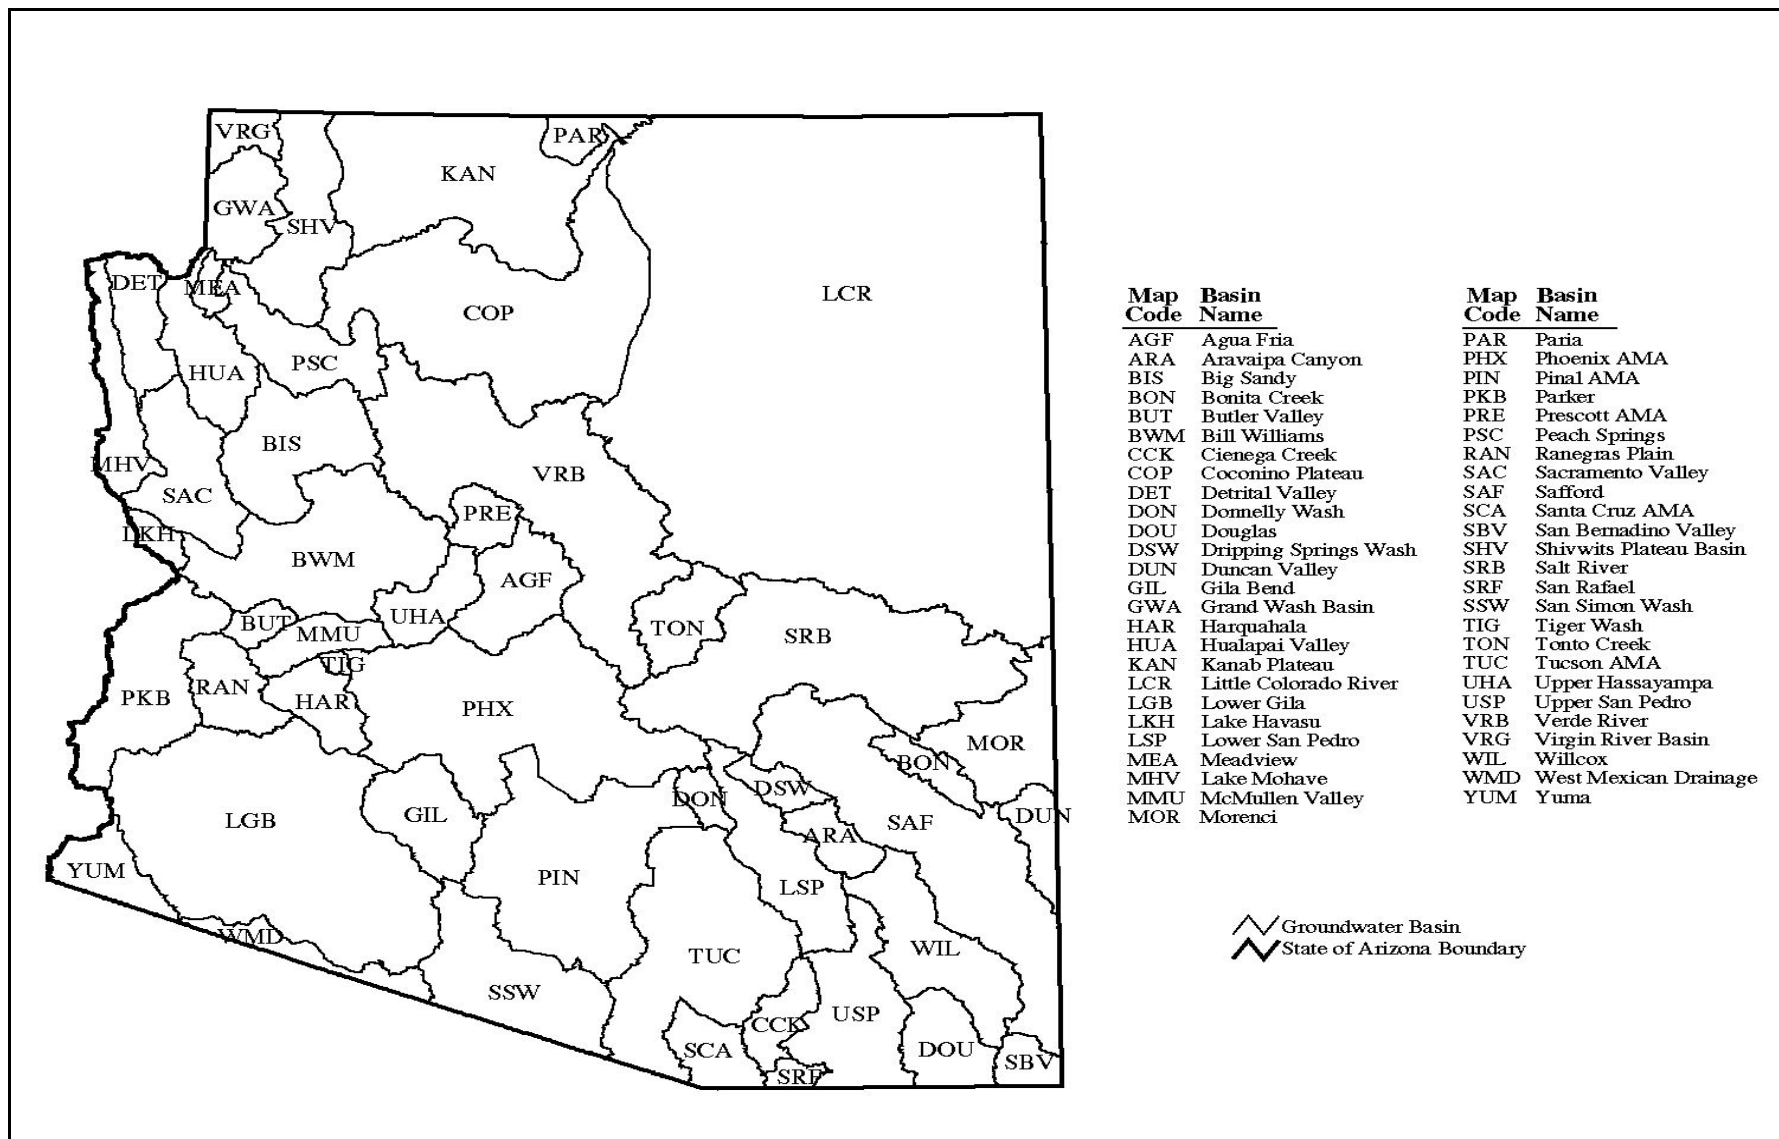 VRG
PAR
KAN
GWA
SHV
DET
MEA
LCR
COP
PSC
HUA
BIS
MHV
VRB
SAC
PRE
LKH
BWM
AGF
BUT
UHA
MMU
TON
SRB
TIG
RAN
PKB
HAR
PHX
MOR
BON
DSW
DON
LGB
GIL
SAF
DUN
ARA
YUM
PIN
LSP
WMD
TUC
WIL
SSW
USP
CCK
SCA
DOU
SBV
SRF
Map Basin
Code Name
AGF Agua Fria
ARA Aravaipa Canyon
BIS Big Sandy
BON Bonita Creek
BUT Butler Valley
BWM Bill Williams
CCK Cienega Creek
COP Coconino Plateau
DET Detrital Valley
DON Donnelly Wash
DOU Douglas
DSW Dripping Springs Wash
DUN Duncan Valley
GIL Gila Bend
GWA Grand Wash Basin
HAR Harquahala
HUA Hualapai Valley
KAN Kanab Plateau
LCR Little Colorado River
LGB Lower Gila
LKH Lake Havasu
LSP Lower San Pedro
MEA Meadview
MHV Lake Mohave
MMU McMullen Valley
MOR Morenci
Map Basin
Code Name
PAR Paria
PHX Phoenix AMA
PIN Pinal AMA
PKB Parker
PRE Prescott AMA
PSC Peach Springs
RAN Ranegras Plain
SAC Sacramento Valley
SAF Safford
SCA Santa Cruz AMA
SBV San Bernadino Valley
SHV Shivwits Plateau Basin
SRB Salt River
SRF San Rafael
SSW San Simon Wash
TIG Tiger Wash
TON Tonto Creek
TUC Tucson AMA
UHA Upper Hassayampa
USP Upper San Pedro
VRB Verde River
VRG Virgin River Basin
WIL Willcox
WMD West Mexican Drainage
YUM Yuma
Groundwater Basin
State of Arizona Boundary